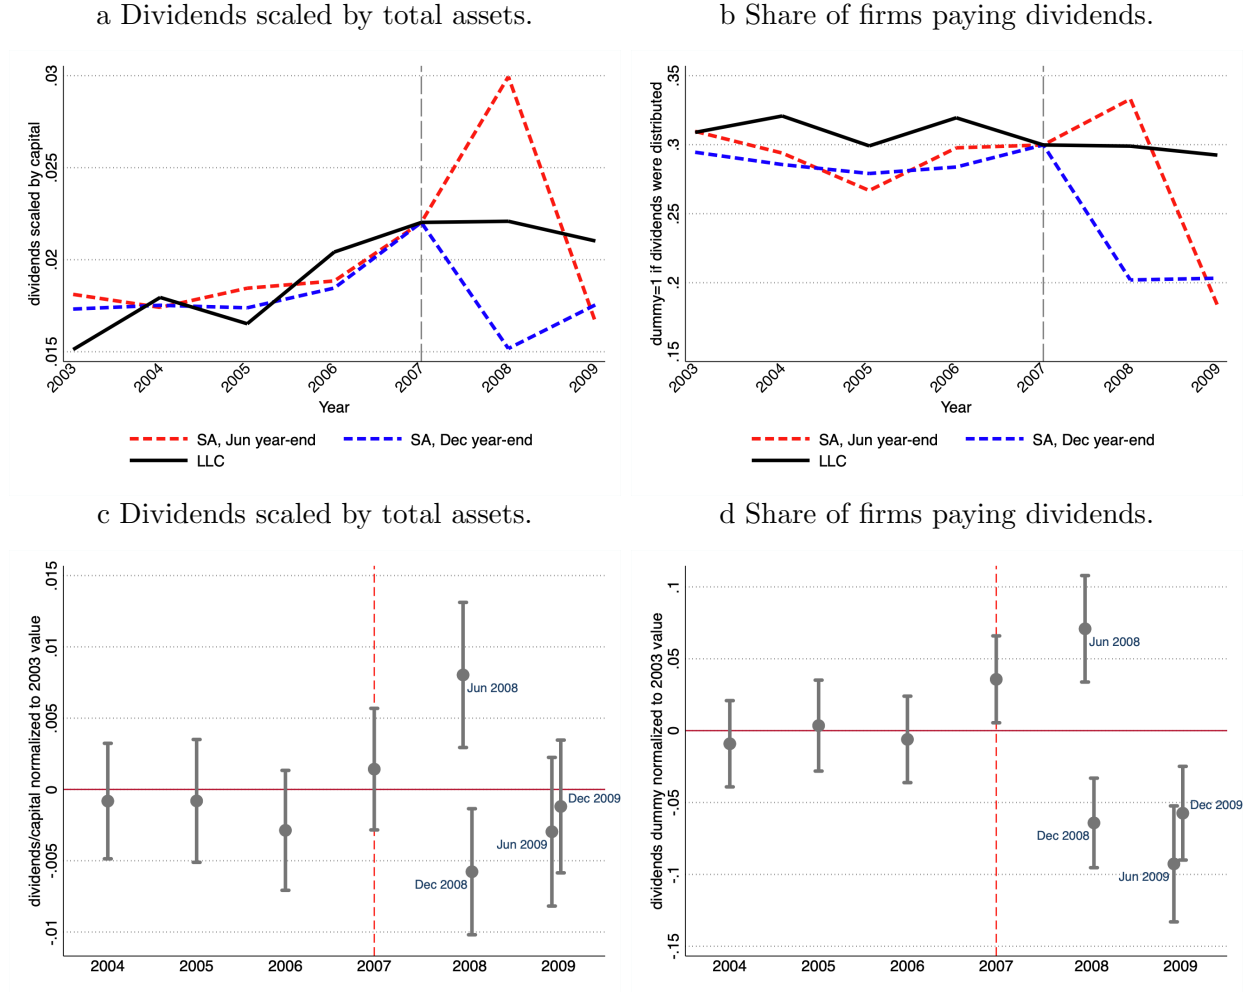 a Dividends scaled by total assets.
dividends scaled by capital
.03
.025
.02
.015
2003 2004 2005 2006 2007 2008 2009
Year
SA, Jun year-end SA, Dec year-end
LLC
b Share of firms paying dividends.
dummy=1 if dividends were distributed
.35
.3
.25
.2
.15
2003 2004 2005 2006 2007 2008 2009
Year
SA, Jun year-end SA, Dec year-end
LLC
c Dividends scaled by total assets.
dividends/capital normalized to 2003 value
.015
.01
.005
0
-.005
-.01
Jun 2008
Dec 2009
Jun 2009
Dec 2008
2004 2005 2006 2007 2008 2009
d Share of firms paying dividends.
dividends dummy normalized to 2003 value
.1
.05
0
-.05
-.1
-.15
Jun 2008
Dec 2009
Dec 2008
Jun 2009
2004 2005 2006 2007 2008 2009